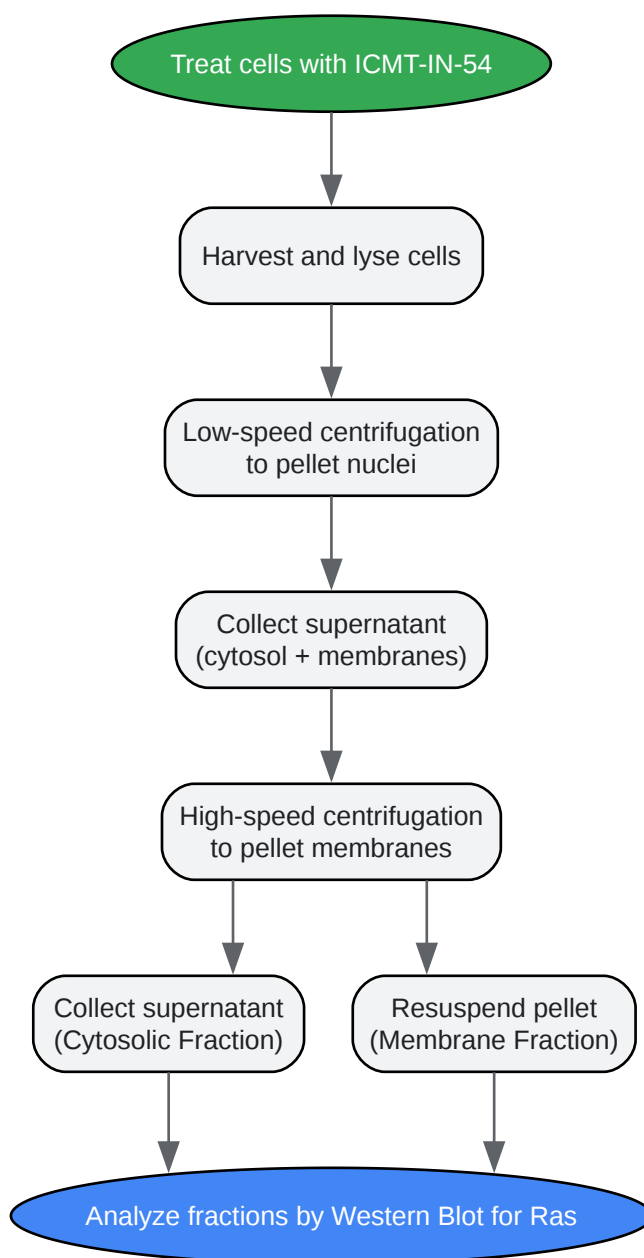 Treat cells with ICMT-IN-54
Harvest and lyse cells
Low-speed centrifugation
to pellet nuclei
Collect supernatant
(cytosol + membranes)
High-speed centrifugation
to pellet membranes
Collect supernatant
(Cytosolic Fraction)
Resuspend pellet
(Membrane Fraction)
Analyze fractions by Western Blot for Ras